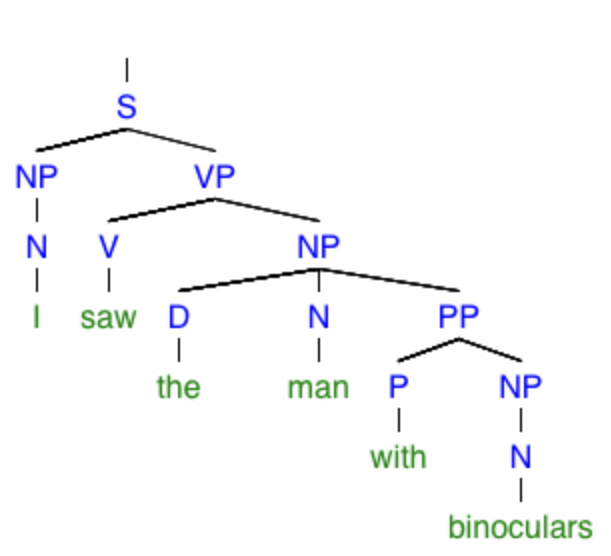 S
NP VP
N V NP
I saw D N PP
the man P NP
with N
binoculars